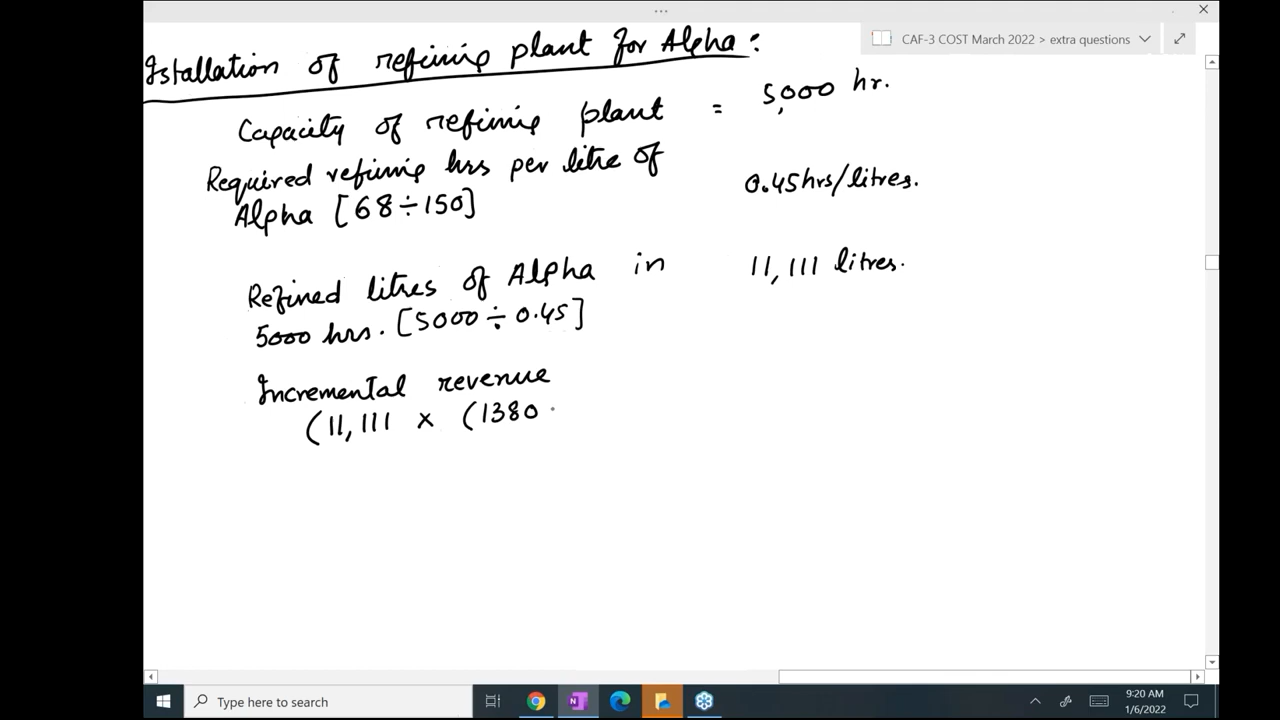 CAF-3 COST March 2022 > extra questions
Istallation of refining plant for Alpha:
Capacity of refining plant = 5,000 hr.
Required refining hrs per litre of
Alpha [68÷150] 0.45hrs/litres.
Refined litres of Alpha in 11,111 litres.
5000 hrs. [5000÷0.45]
Incremental revenue
(11,111 x (1380
Type here to search
9:20 AM
1/6/2022